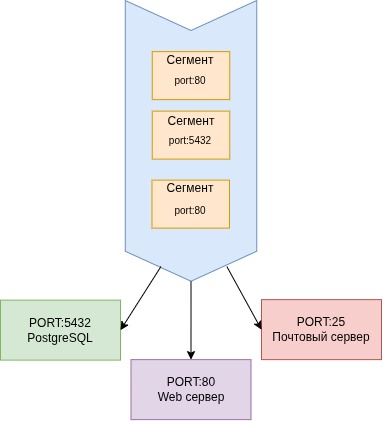 Сегмент
port:80
Сегмент
port:5432
Сегмент
port:80
PORT:5432
PostgreSQL
PORT:25
Почтовый сервер
PORT:80
Web сервер